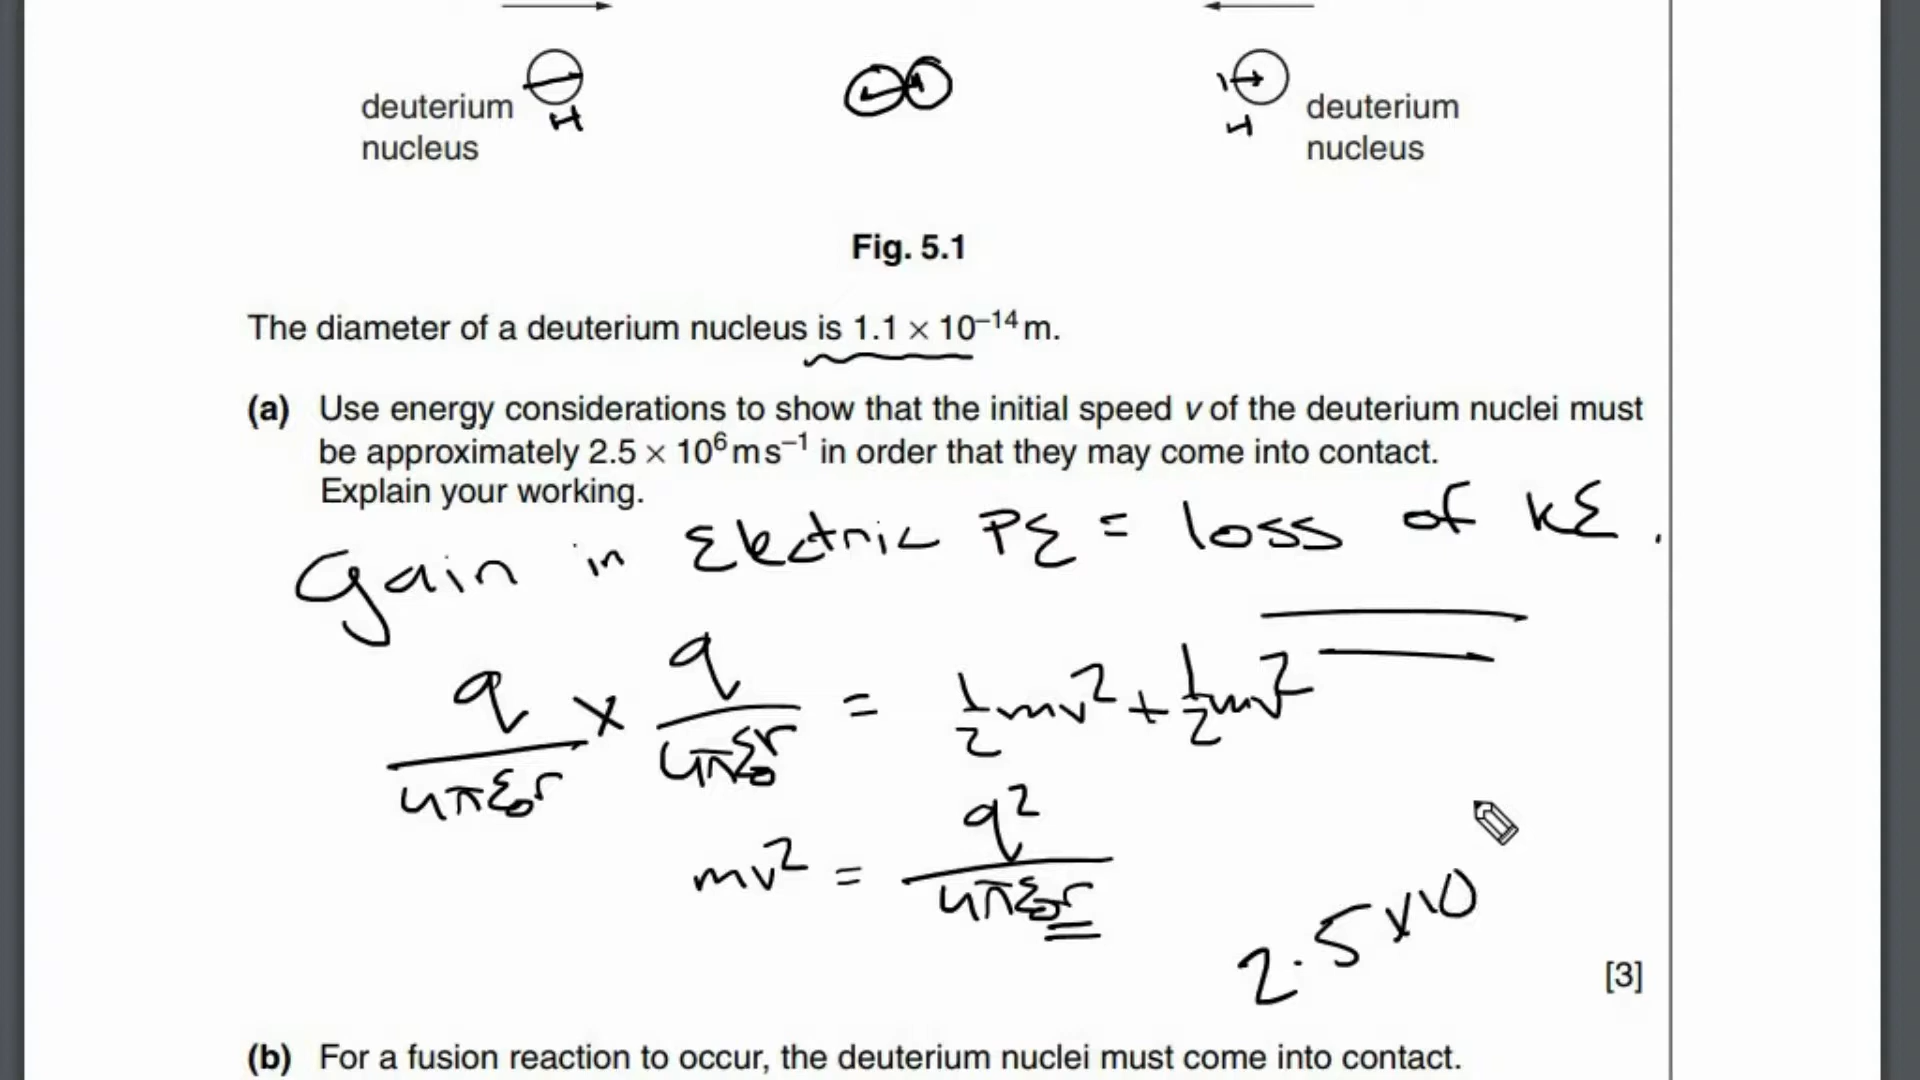 deuterium
nucleus
H
H
deuterium
nucleus
Fig. 5.1
The diameter of a deuterium nucleus is 1.1 × 10⁻¹⁴ m.
(a) Use energy considerations to show that the initial speed v of the deuterium nuclei must
be approximately 2.5 × 10⁶ m s⁻¹ in order that they may come into contact.
Explain your working.
Gain in Electric PE = loss of KE.
q/4πε₀r × q/4πε₀r = ½mv² + ½mv²
mv² = q²/4πε₀r
2.5×10
[3]
(b) For a fusion reaction to occur, the deuterium nuclei must come into contact.